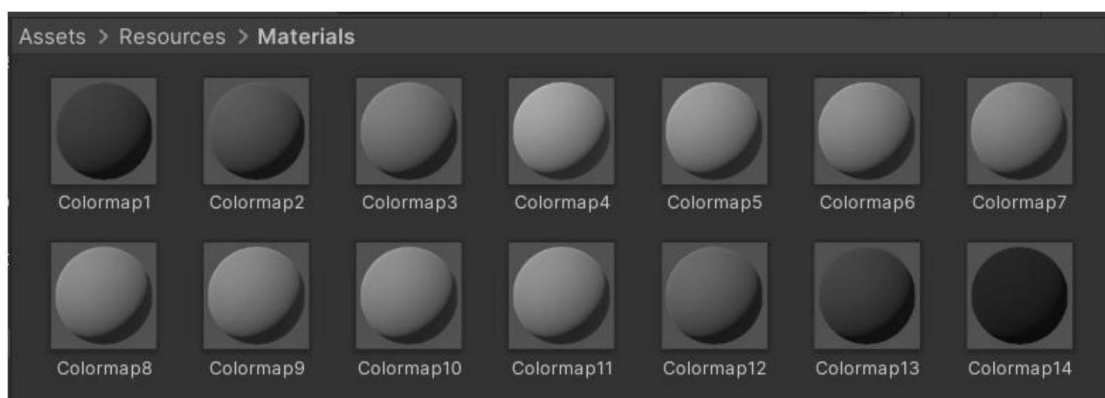 Assets > Resources > Materials
Colormap1 Colormap2 Colormap3 Colormap4 Colormap5 Colormap6 Colormap7
Colormap8 Colormap9 Colormap10 Colormap11 Colormap12 Colormap13 Colormap14